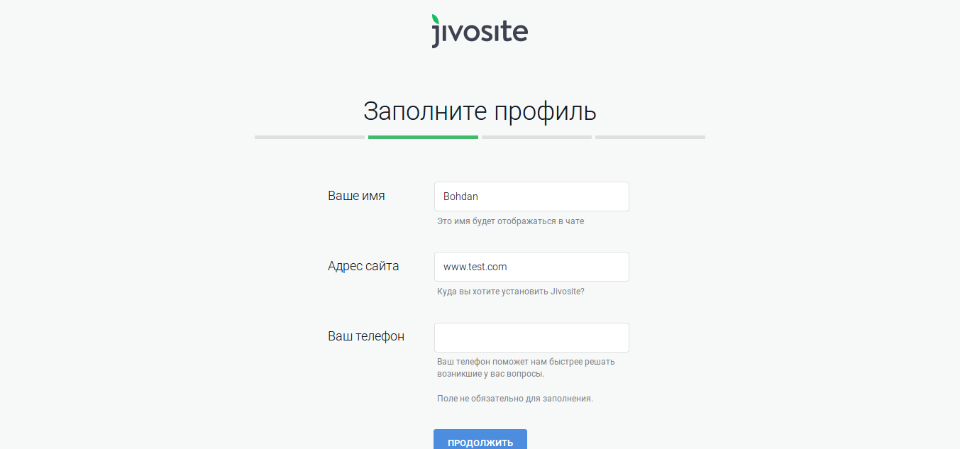 jivosite
Заполните профиль
Ваше имя
Bohdan
Это имя будет отображаться в чате
Адрес сайта
www.test.com
Куда вы хотите установить Jivosite?
Ваш телефон
Ваш телефон поможет нам быстрее решать
возникшие у вас вопросы.
Поле не обязательно для заполнения.
ПРОДОЛЖИТЬ